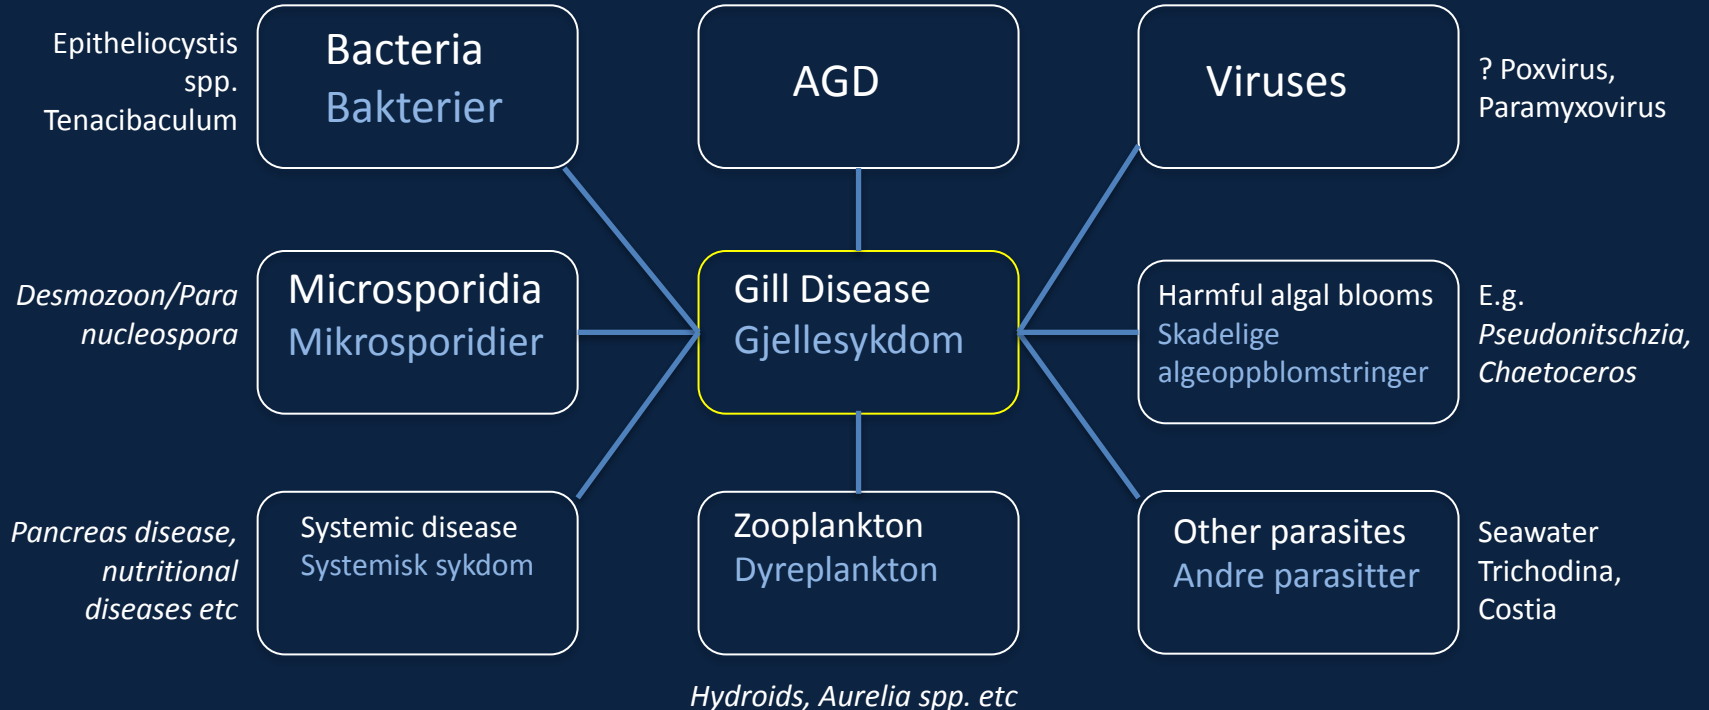 Epitheliocystis
spp.
Tenacibaculum
Bacteria
Bakterier
AGD
Viruses
? Poxvirus,
Paramyxovirus
Desmozoon/Para
nucleospora
Microsporidia
Mikrosporidier
Gill Disease
Gjellesykdom
Harmful algal blooms
Skadelige
algeoppblomstringer
E.g.
Pseudonitschzia,
Chaetoceros
Pancreas disease,
nutritional
diseases etc
Systemic disease
Systemisk sykdom
Zooplankton
Dyreplankton
Other parasites
Andre parasitter
Seawater
Trichodina,
Costia
Hydroids, Aurelia spp. etc